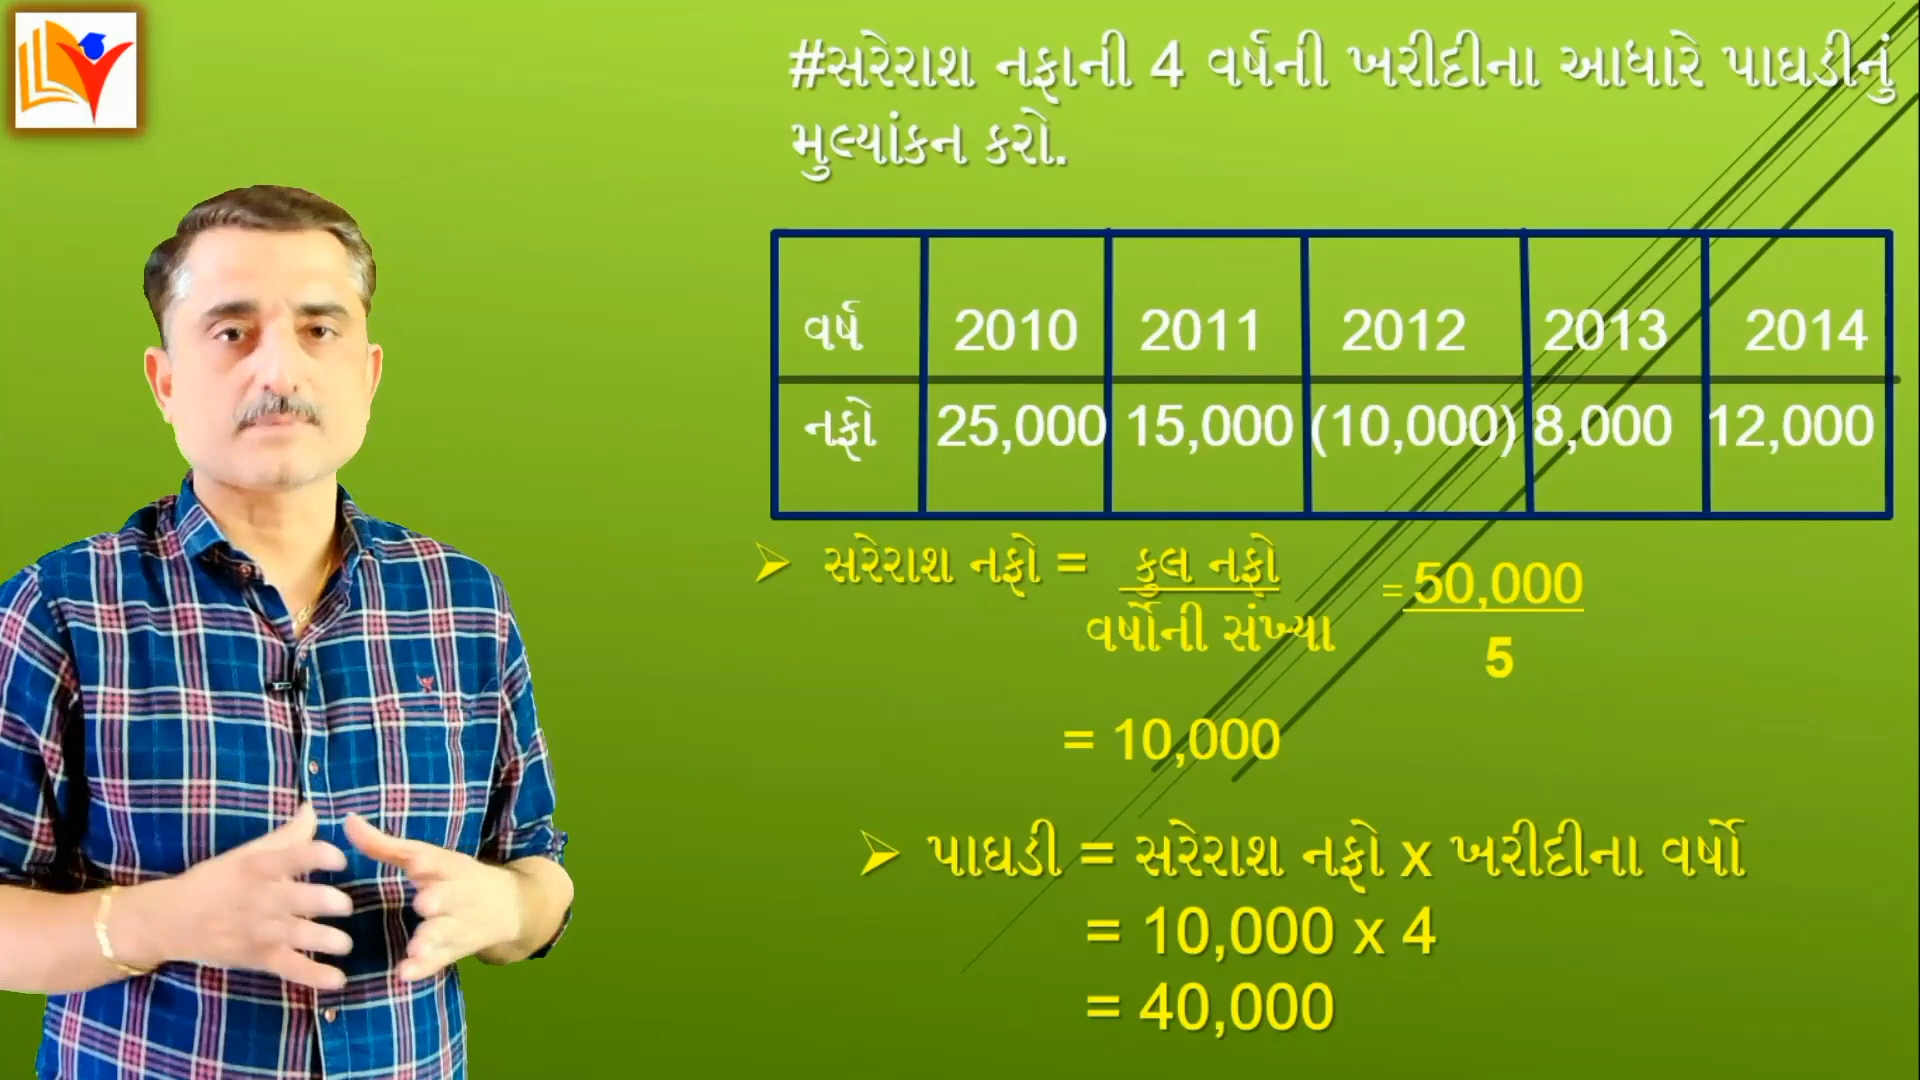 #સરેરાશ નફાની 4 વર્ષની ખરીદીના આધારે પાઘડીનું
મુલ્યાંકન કરો.
વર્ષ 2010 2011 2012 2013 2014
નફો 25,000 15,000 (10,000) 8,000 12,000
સરેરાશ નફો = કુલ નફો = 50,000
વર્ષોની સંખ્યા 5
= 10,000
પાઘડી = સરેરાશ નફો x ખરીદીના વર્ષો
= 10,000 x 4
= 40,000